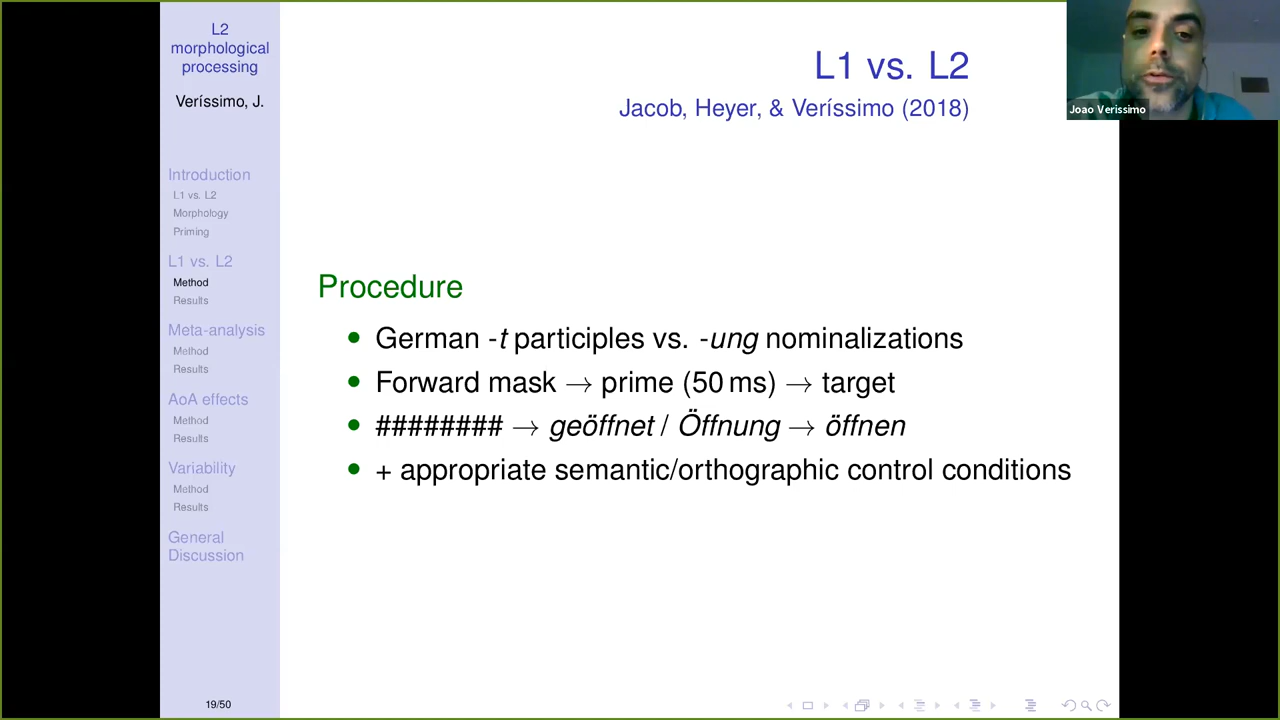 L2
morphological
processing
Veríssimo, J.
Introduction
L1 vs. L2
Morphology
Priming
L1 vs. L2
Method
Results
Meta-analysis
Method
Results
AoA effects
Method
Results
Variability
Method
Results
General
Discussion
19/50
L1 vs. L2
Jacob, Heyer, & Veríssimo (2018)
Procedure
• German -t participles vs. -ung nominalizations
• Forward mask → prime (50 ms) → target
• ######## → geöffnet / Öffnung → öffnen
• + appropriate semantic/orthographic control conditions
Joao Verissimo